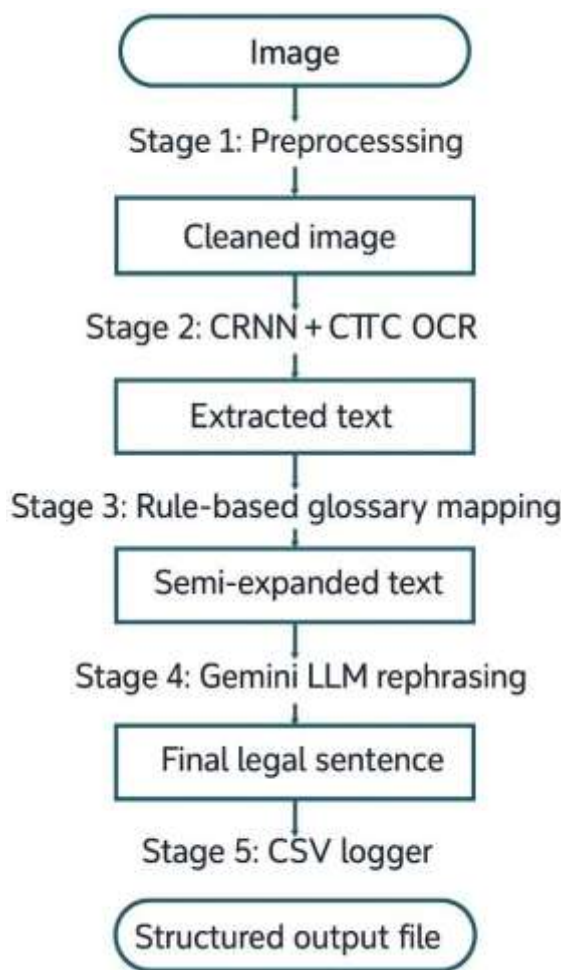 Image
Stage 1: Preprocesssing
Cleaned image
Stage 2: CRNN + CTTC OCR
Extracted text
Stage 3: Rule-based glossary mapping
Semi-expanded text
Stage 4: Gemini LLM rephrasing
Final legal sentence
Stage 5: CSV logger
Structured output file